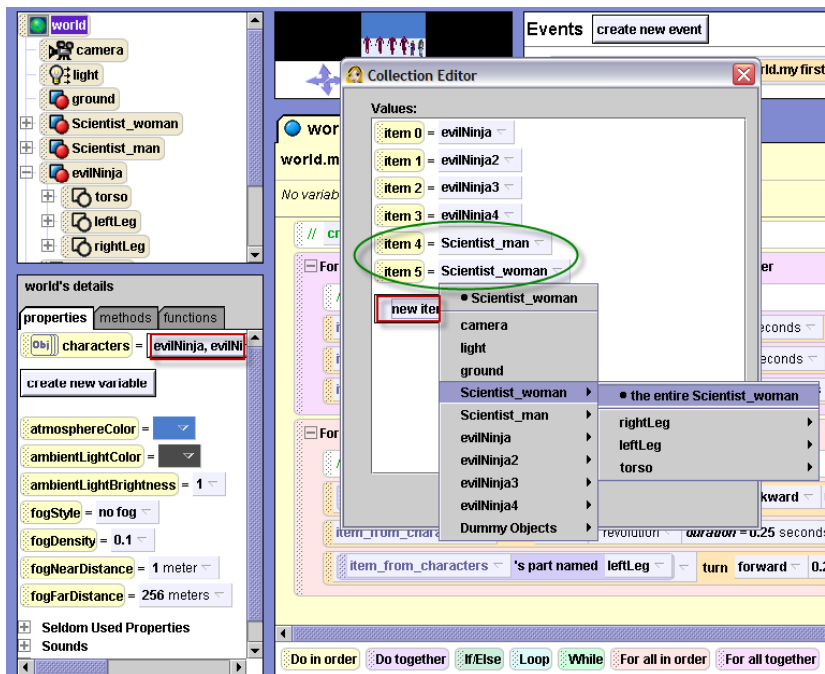 world
camera
light
ground
Scientist_woman
Scientist_man
evilNinja
torso
leftLeg
rightLeg
world's details
properties methods functions
Obj characters = evilNinja, evilNi
create new variable
atmosphereColor =
ambientLightColor =
ambientLightBrightness = 1
fogStyle = no fog
fogDensity = 0.1
fogNearDistance = 1 meter
fogFarDistance = 256 meters
Seldom Used Properties
Sounds
Events create new event
rld.my first
wor
world.m
No variab
// cr
For
er
//
econds
econds
For
//
kward
item_from_char revolution duration = 0.25 seconds
item_from_characters 's part named leftLeg turn forward 0.2
Collection Editor
Values:
item 0 = evilNinja
item 1 = evilNinja2
item 2 = evilNinja3
item 3 = evilNinja4
item 4 = Scientist_man
item 5 = Scientist_woman
new ite
Scientist_woman
camera
light
ground
Scientist_woman
Scientist_man
evilNinja
evilNinja2
evilNinja3
evilNinja4
Dummy Objects
the entire Scientist_woman
rightLeg
leftLeg
torso
Do in order Do together If/Else Loop While For all in order For all together